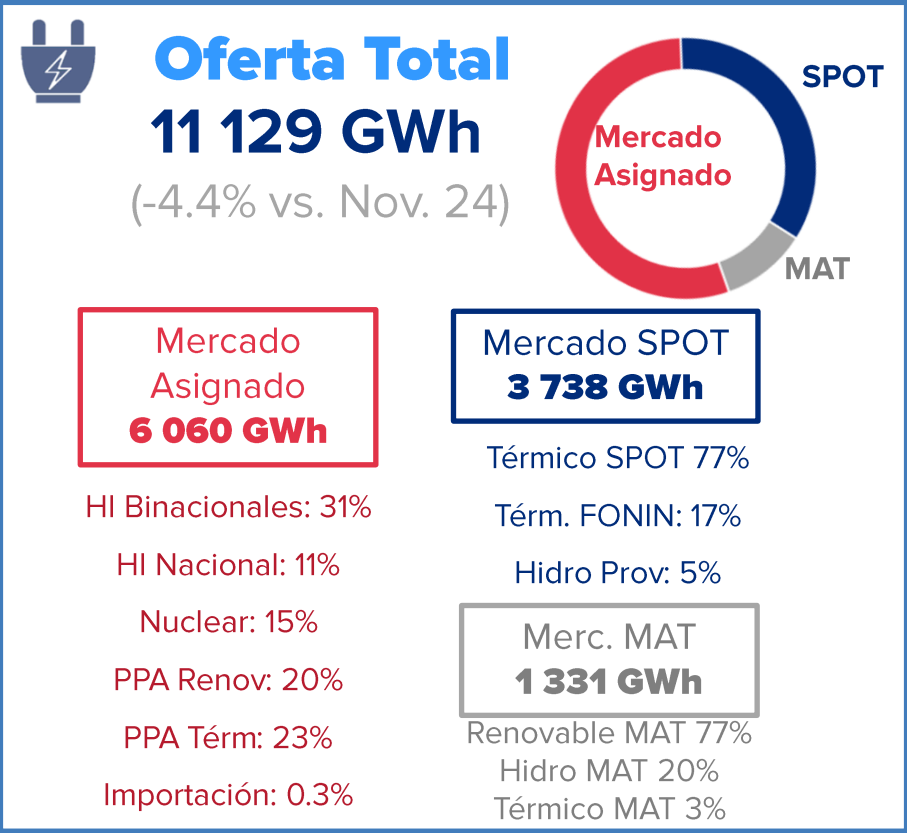 Oferta Total
11 129 GWh
(-4.4% vs. Nov. 24)
SPOT
Mercado
Asignado
MAT
Mercado
Asignado
6 060 GWh
HI Binacionales: 31%
HI Nacional: 11%
Nuclear: 15%
PPA Renov: 20%
PPA Térm: 23%
Importación: 0.3%
Mercado SPOT
3 738 GWh
Térmico SPOT 77%
Térm. FONIN: 17%
Hidro Prov: 5%
Merc. MAT
1 331 GWh
Renovable MAT 77%
Hidro MAT 20%
Térmico MAT 3%